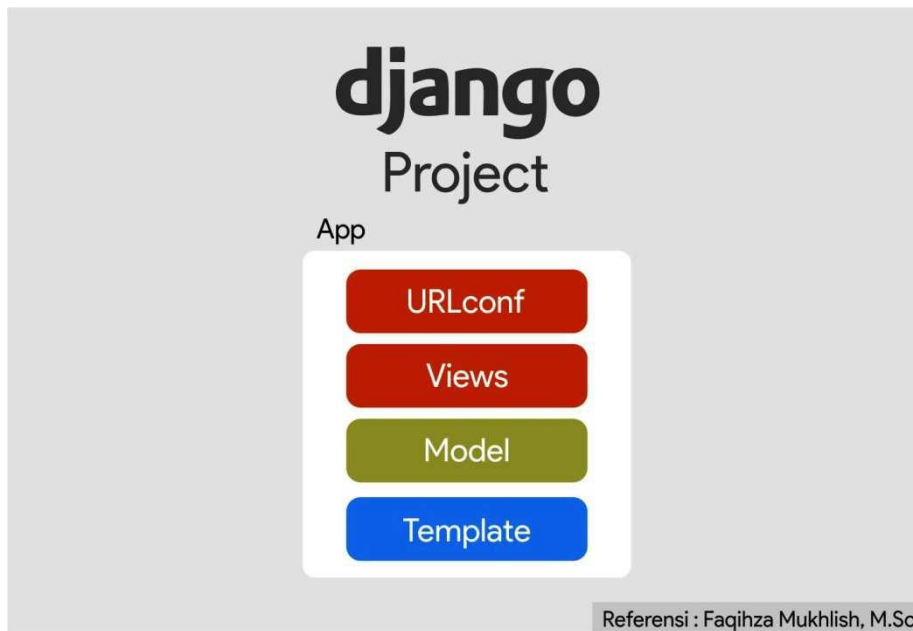 django
Project
App
URLconf
Views
Model
Template
Referensi : Faqihza Mukhlish, M.Sc